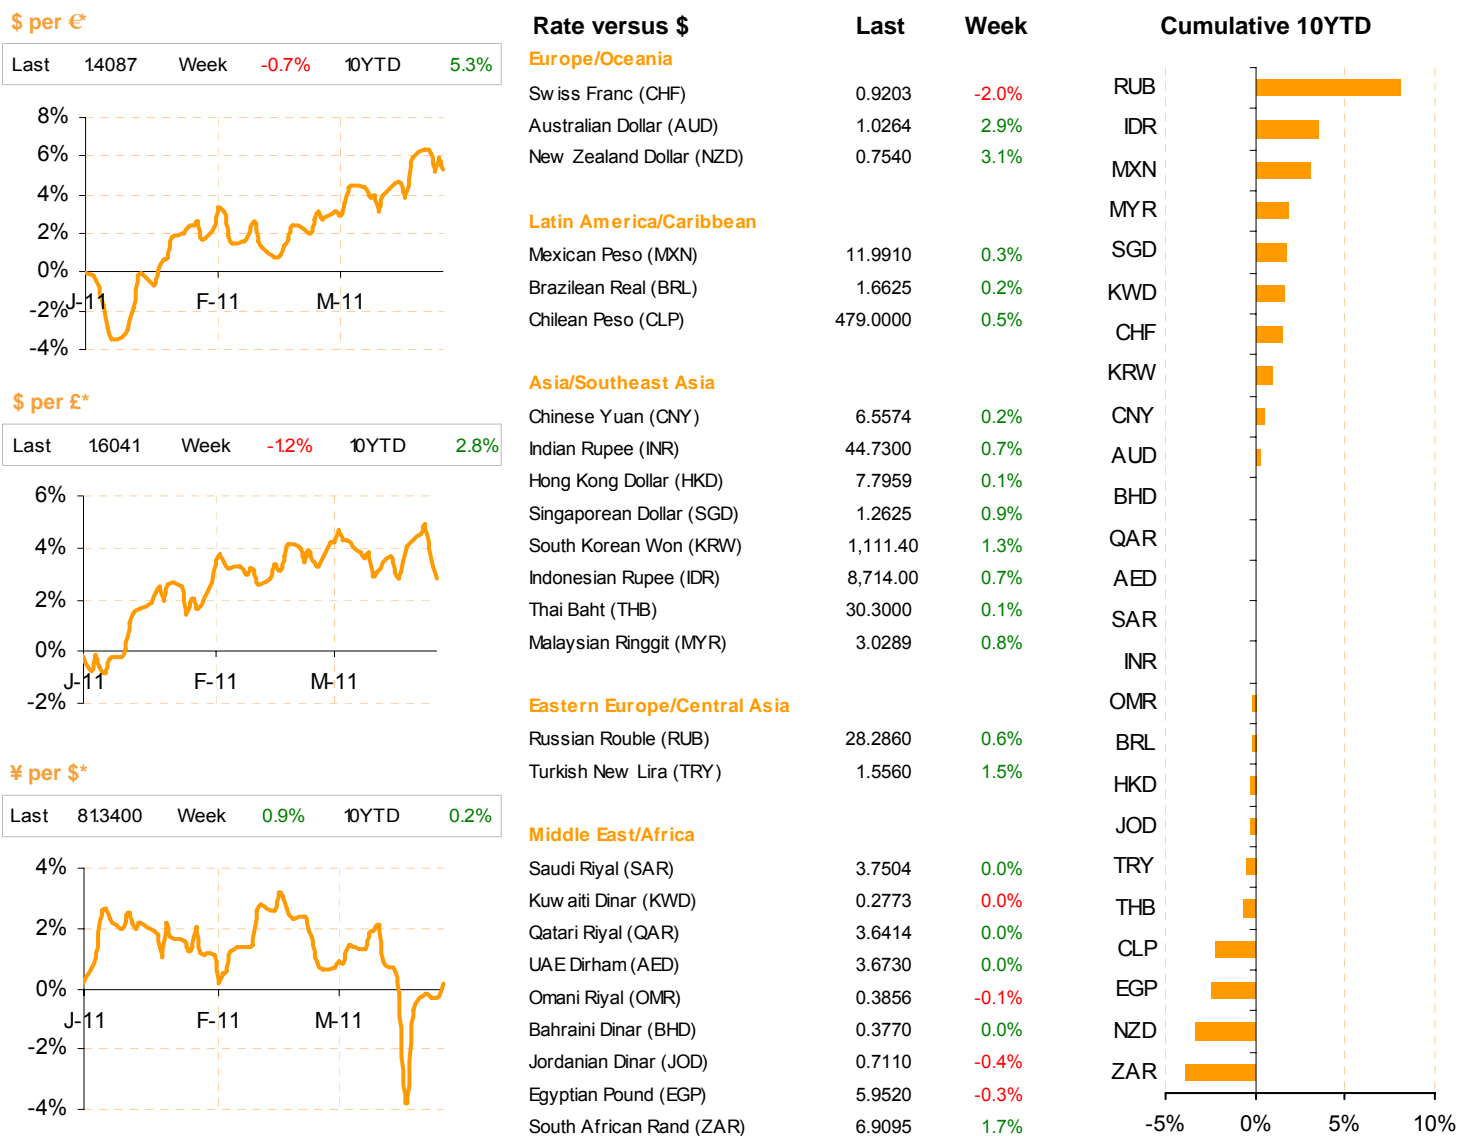 $ per €*
Last 1.4087 Week -0.7% 10YTD 5.3%
8%
6%
4%
2%
0%
-2%
-4%
J-11 F-11 M-11
$ per £*
Last 1.6041 Week -1.2% 10YTD 2.8%
6%
4%
2%
0%
-2%
J-11 F-11 M-11
¥ per $*
Last 81.3400 Week 0.9% 10YTD 0.2%
4%
2%
0%
-2%
-4%
J-11 F-11 M-11
Rate versus $ Last Week
Europe/Oceania
Swiss Franc (CHF) 0.9203 -2.0%
Australian Dollar (AUD) 1.0264 2.9%
New Zealand Dollar (NZD) 0.7540 3.1%
Latin America/Caribbean
Mexican Peso (MXN) 11.9910 0.3%
Brazilean Real (BRL) 1.6625 0.2%
Chilean Peso (CLP) 479.0000 0.5%
Asia/Southeast Asia
Chinese Yuan (CNY) 6.5574 0.2%
Indian Rupee (INR) 44.7300 0.7%
Hong Kong Dollar (HKD) 7.7959 0.1%
Singaporean Dollar (SGD) 1.2625 0.9%
South Korean Won (KRW) 1,111.40 1.3%
Indonesian Rupee (IDR) 8,714.00 0.7%
Thai Baht (THB) 30.3000 0.1%
Malaysian Ringgit (MYR) 3.0289 0.8%
Eastern Europe/Central Asia
Russian Rouble (RUB) 28.2860 0.6%
Turkish New Lira (TRY) 1.5560 1.5%
Middle East/Africa
Saudi Riyal (SAR) 3.7504 0.0%
Kuwaiti Dinar (KWD) 0.2773 0.0%
Qatari Riyal (QAR) 3.6414 0.0%
UAE Dirham (AED) 3.6730 0.0%
Omani Riyal (OMR) 0.3856 -0.1%
Bahraini Dinar (BHD) 0.3770 0.0%
Jordanian Dinar (JOD) 0.7110 -0.4%
Egyptian Pound (EGP) 5.9520 -0.3%
South African Rand (ZAR) 6.9095 1.7%
Cumulative 10YTD
RUB
IDR
MXN
MYR
SGD
KWD
CHF
KRW
CNY
AUD
BHD
QAR
AED
SAR
INR
OMR
BRL
HKD
JOD
TRY
THB
CLP
EGP
NZD
ZAR
-5% 0% 5% 10%